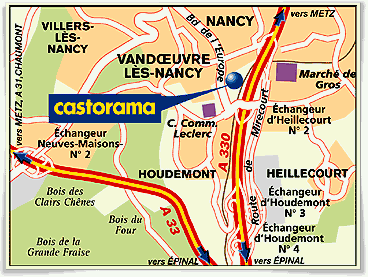 NANCY
vers METZ
VILLERS-
LÈS-
NANCY
Bd. de l'Europe
VANDŒUVRE
LÈS-NANCY
vers METZ, A 31, CHAUMONT
Marché de
Gros
castorama
C. Comm.
Leclerc
Échangeur
d'Heillecourt
N° 2
Échangeur
Neuves-Maisons
N° 2
A 330
Route de Mirecourt
HOUDEMONT
HEILLECOURT
Bois des
Clairs Chênes
Échangeur
d'Houdemont
N° 3
A 33
Bois du
Four
Échangeur
d'Houdemont
N° 4
Bois de la
Grande Fraise
vers ÉPINAL
vers ÉPINAL